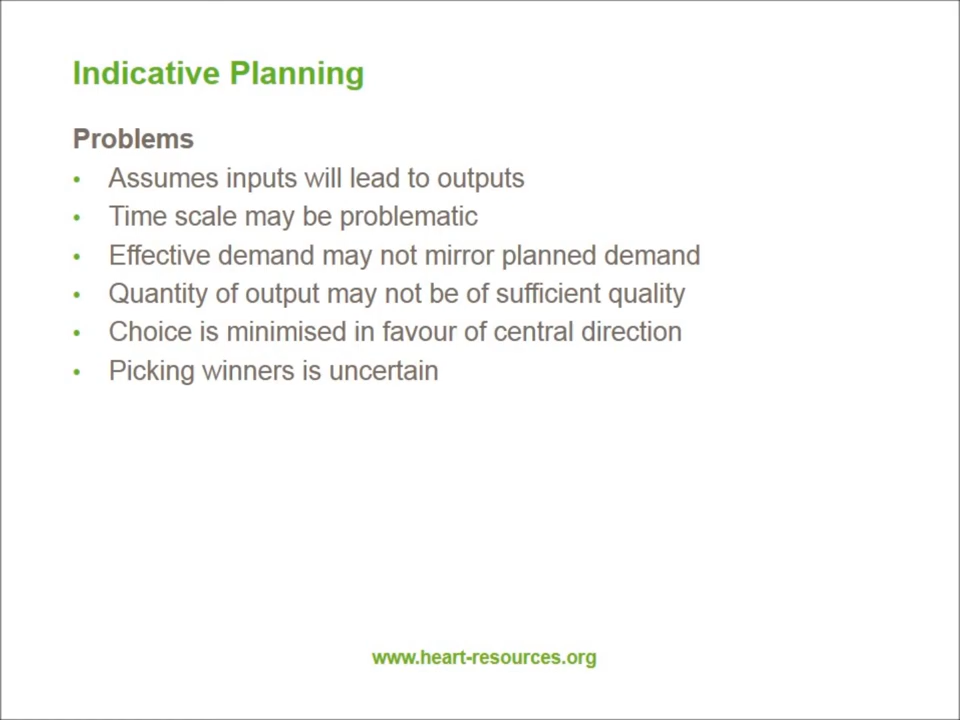 Indicative Planning
Problems
• Assumes inputs will lead to outputs
• Time scale may be problematic
• Effective demand may not mirror planned demand
• Quantity of output may not be of sufficient quality
• Choice is minimised in favour of central direction
• Picking winners is uncertain
www.heart-resources.org